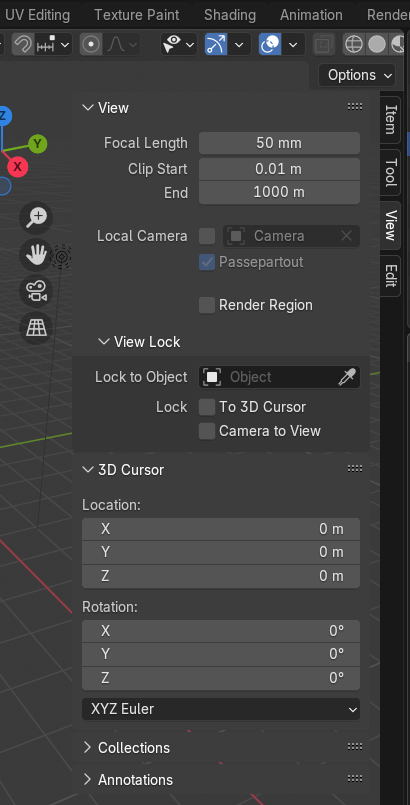 UV Editing Texture Paint Shading Animation Render
Options
View
Z
Y
X
Focal Length 50 mm
Clip Start 0.01 m
End 1000 m
Local Camera Camera
Passepartout
Render Region
View Lock
Lock to Object Object
Lock To 3D Cursor
Camera to View
3D Cursor
Location:
X 0 m
Y 0 m
Z 0 m
Rotation:
X 0°
Y 0°
Z 0°
XYZ Euler
Collections
Annotations
Item
Tool
View
Edit